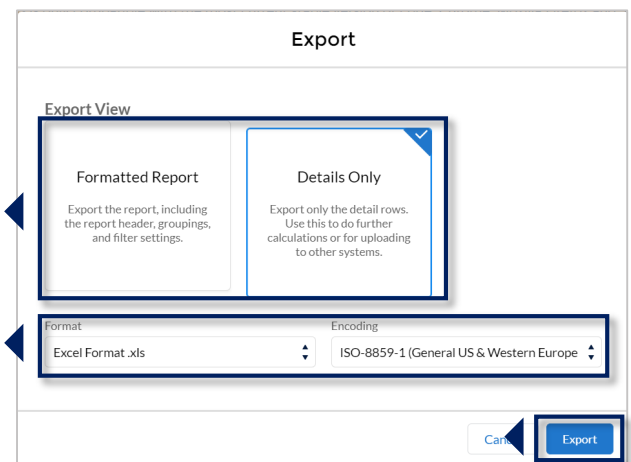 Export
Export View
Formatted Report
Export the report, including
the report header, groupings,
and filter settings.
Details Only
Export only the detail rows.
Use this to do further
calculations or for uploading
to other systems.
Format
Encoding
Excel Format .xls
ISO-8859-1 (General US & Western Europe
Export